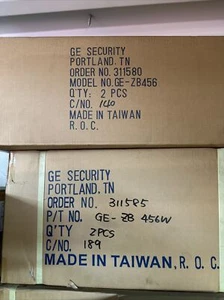 GE SECURITY
PORTLAND, TN
ORDER NO. 311580
MODEL NO. GE-ZB456
Q'TY: 2 PCS
C/NO. 140
MADE IN TAIWAN
R. O. C.
GE SECURITY
PORTLAND, TN
ORDER NO. 311585
P/T NO. GE-ZB 456W
Q'TY 2PCS
C/NO. 189
MADE IN TAIWAN, R. O. C.